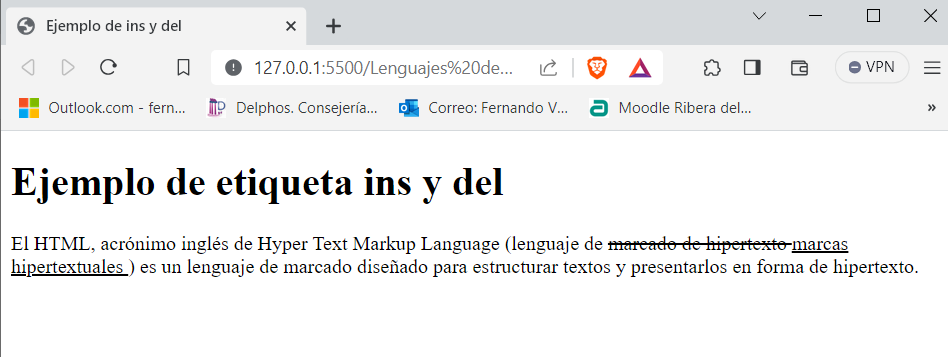 Ejemplo de ins y del
127.0.0.1:5500/Lenguajes%20de...
VPN
Outlook.com - fern... Delphos. Consejería... Correo: Fernando V... Moodle Ribera del... »
Ejemplo de etiqueta ins y del
El HTML, acrónimo inglés de Hyper Text Markup Language (lenguaje de marcado de hipertexto marcas
hipertextuales ) es un lenguaje de marcado diseñado para estructurar textos y presentarlos en forma de hipertexto.